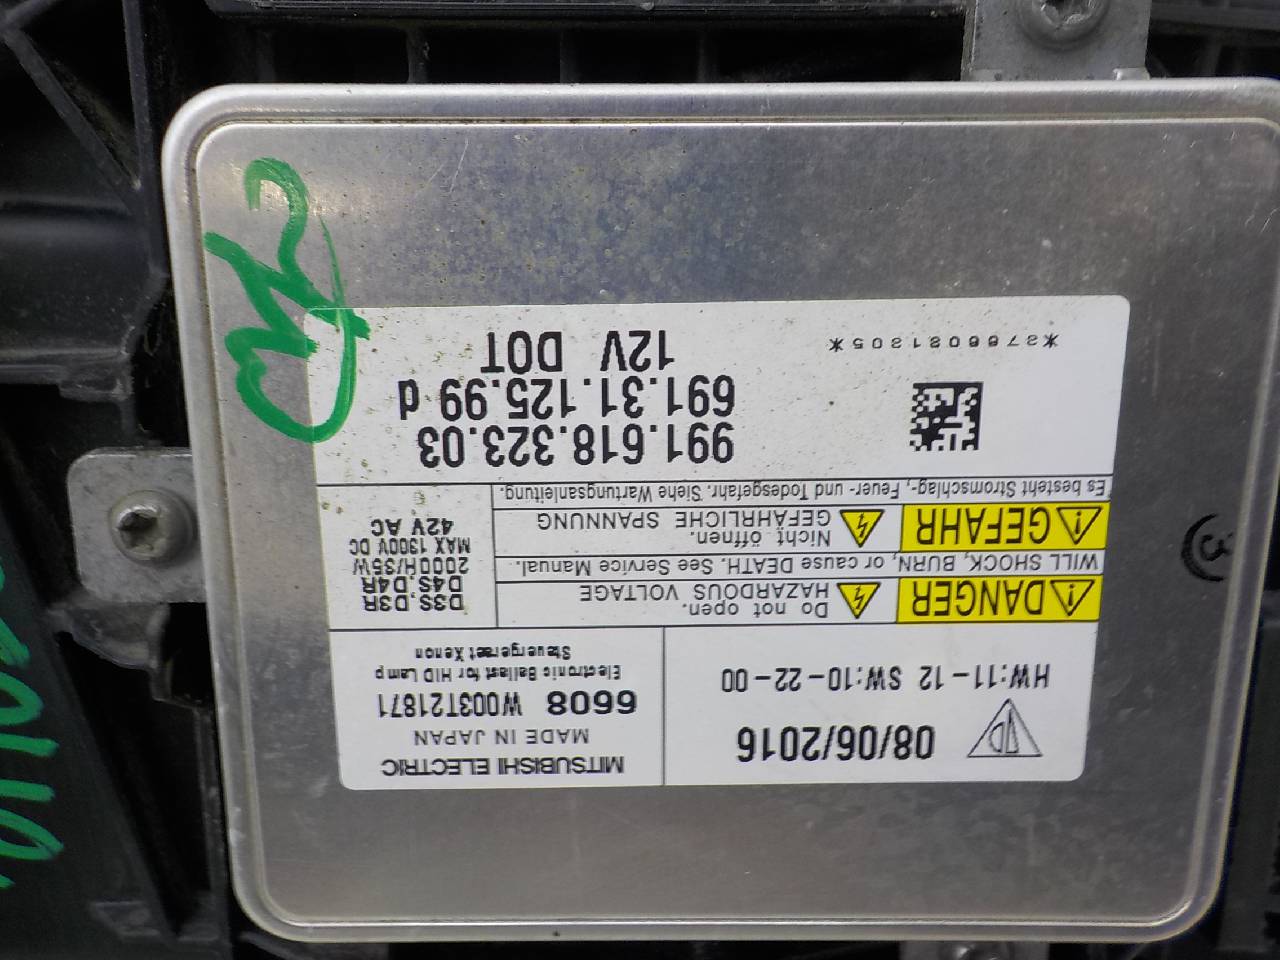 MITSUBISHI ELECTRIC
MADE IN JAPAN
6608 W003T21871
Electronic Ballast for HID Lamp
Steuergeraet Xenon
08/06/2016
HW:11-12 SW:10-22-00
D3S.D3R
D4S.D4R
2000H/35W
MAX 1300V DC
42V AC
DANGER
Do not open.
HAZARDOUS VOLTAGE
WILL SHOCK, BURN, or cause DEATH. See Service Manual.
GEFAHR
Nicht öffnen.
GEFÄHRLICHE SPANNUNG
Es besteht Stromschlag-, Feuer- und Todesgefahr. Siehe Wartungsanleitung.
991.618.323.03
691.31.125.99 d
12V DOT
*3766081305*